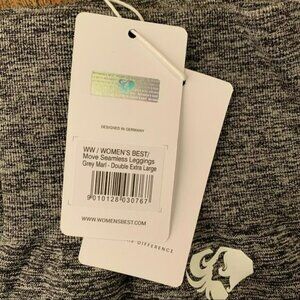 DESIGNED IN GERMANY
WW / WOMEN'S BEST/
Move Seamless Leggings
Grey Marl - Double Extra Large
9010128030767
WWW.WOMENSBEST.COM
DIFFERENCE